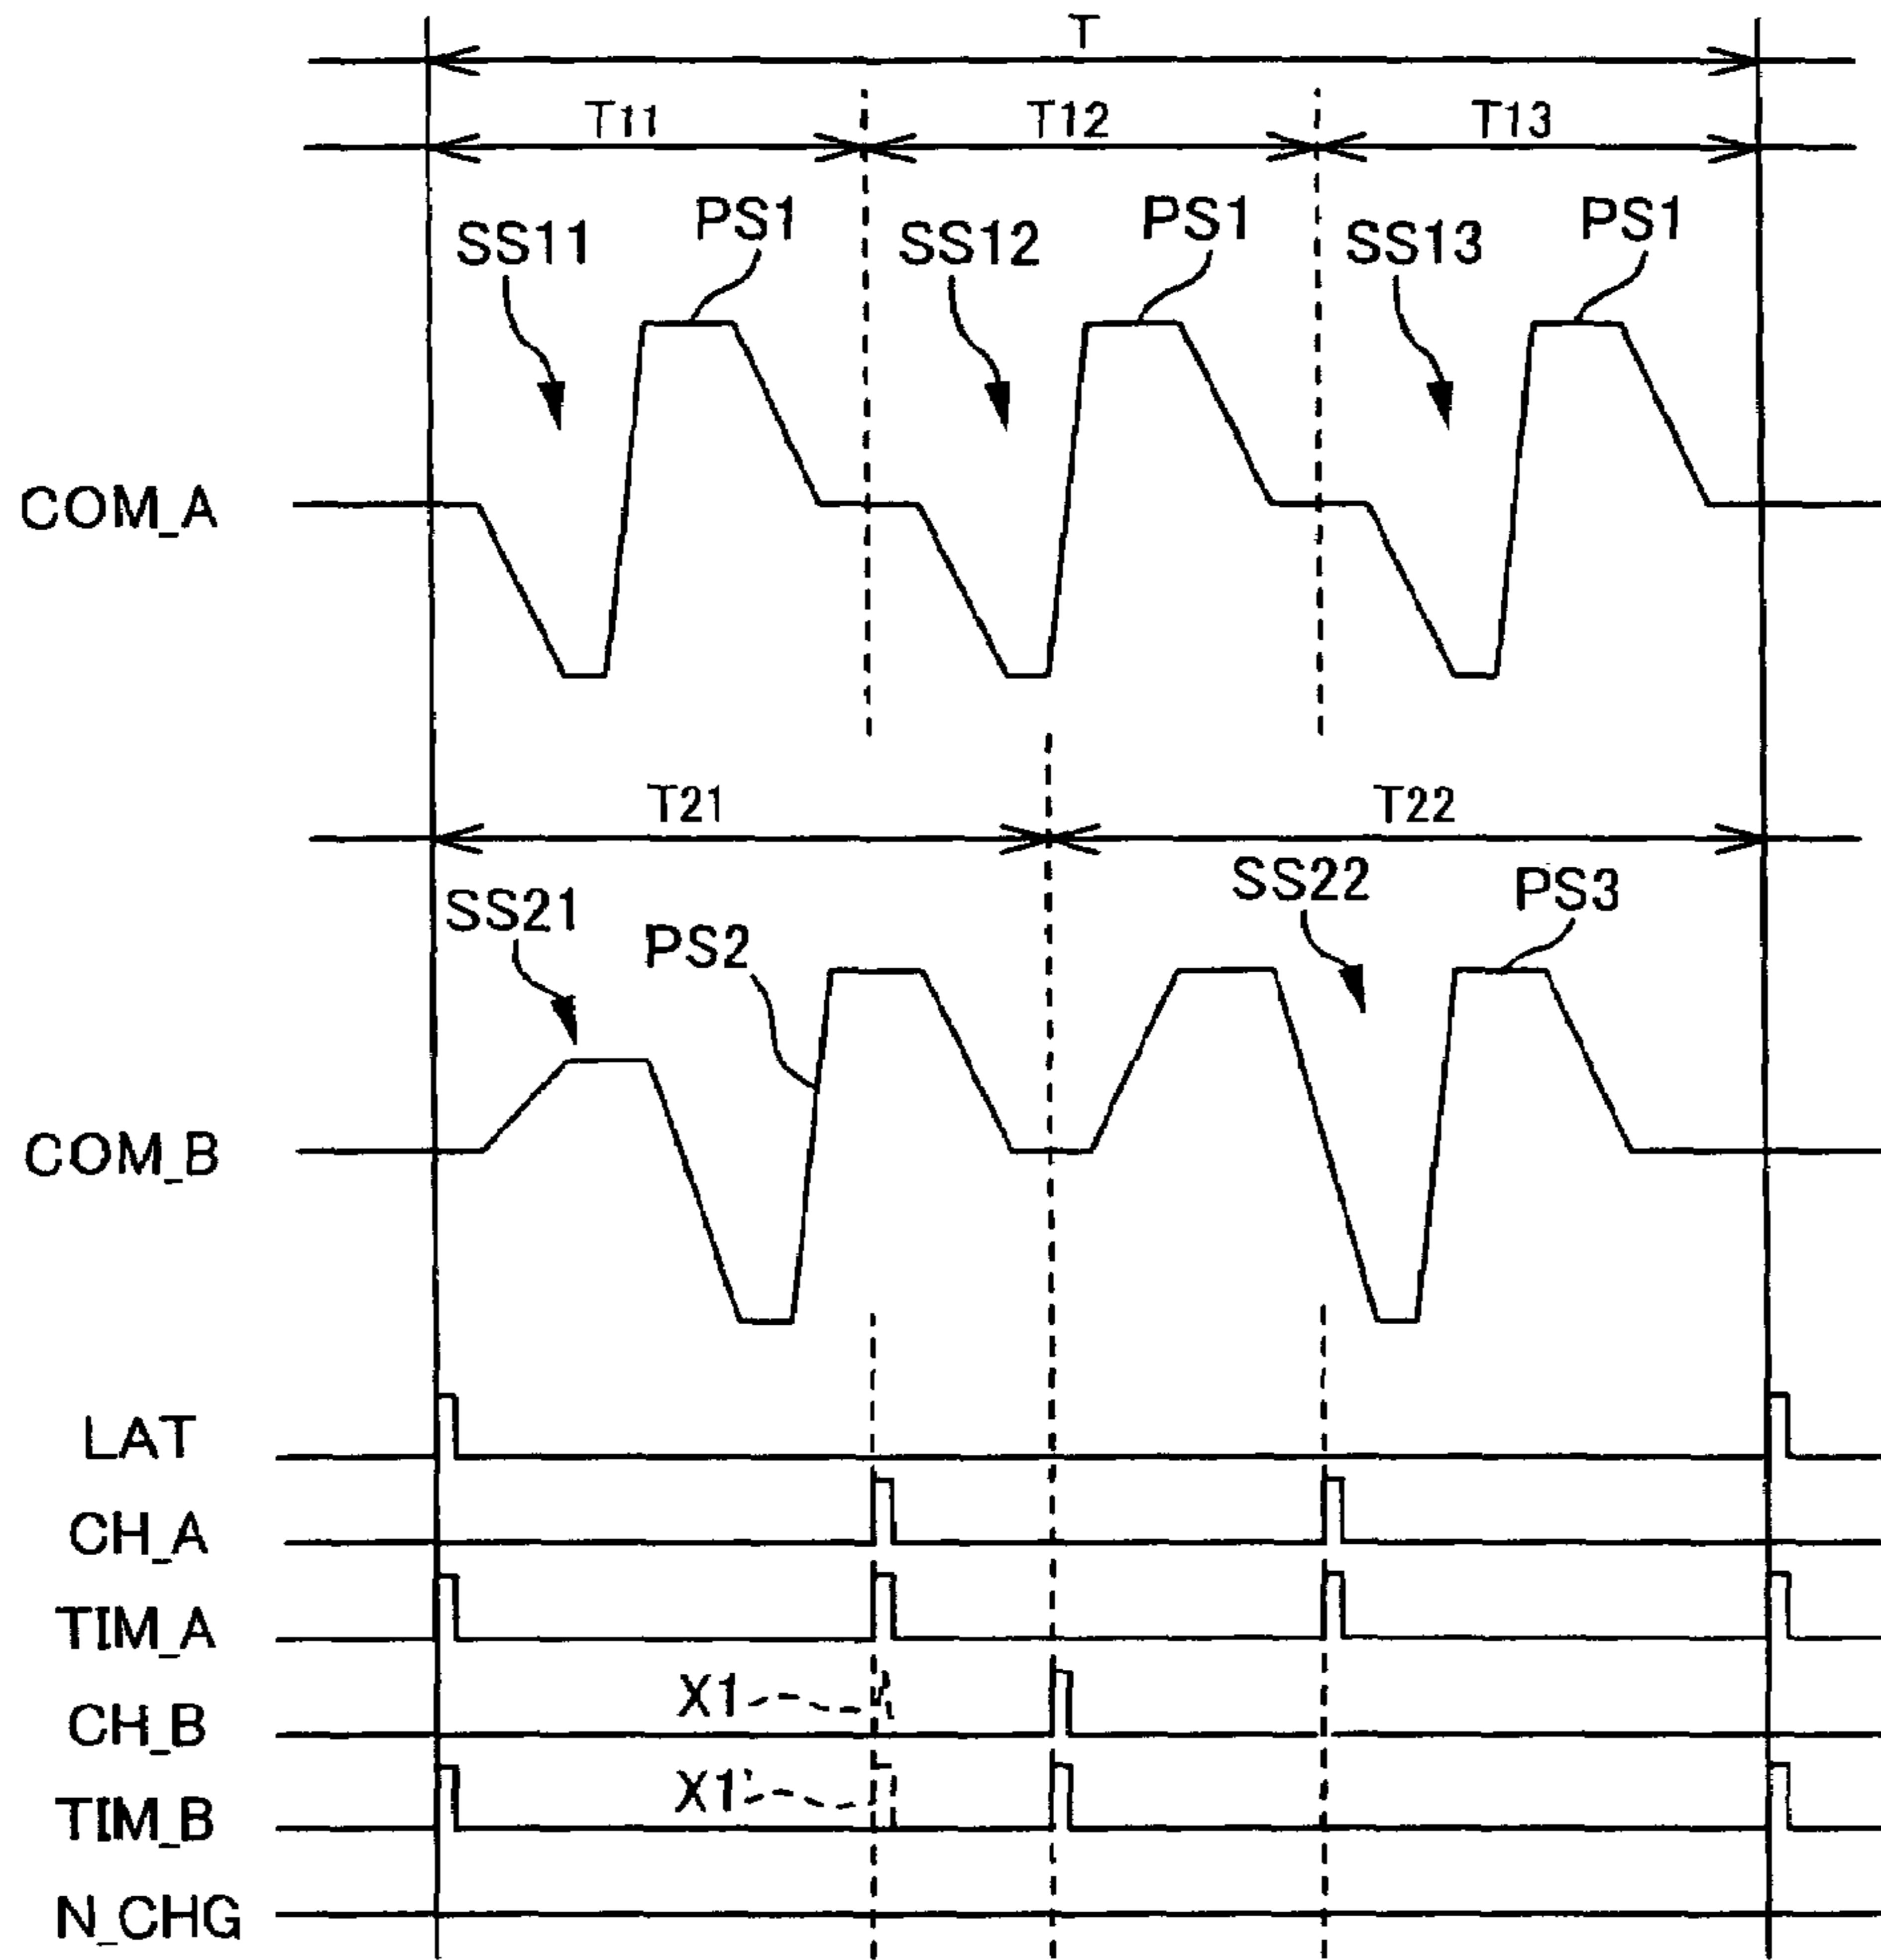 T
T11 T12 T13
SS11 PS1 SS12 PS1 SS13 PS1
COM_A
T21 T22
SS21 PS2 SS22 PS3
COM_B
LAT
CH_A
TIM_A
X1
CH_B
X1'
TIM_B
N_CHG